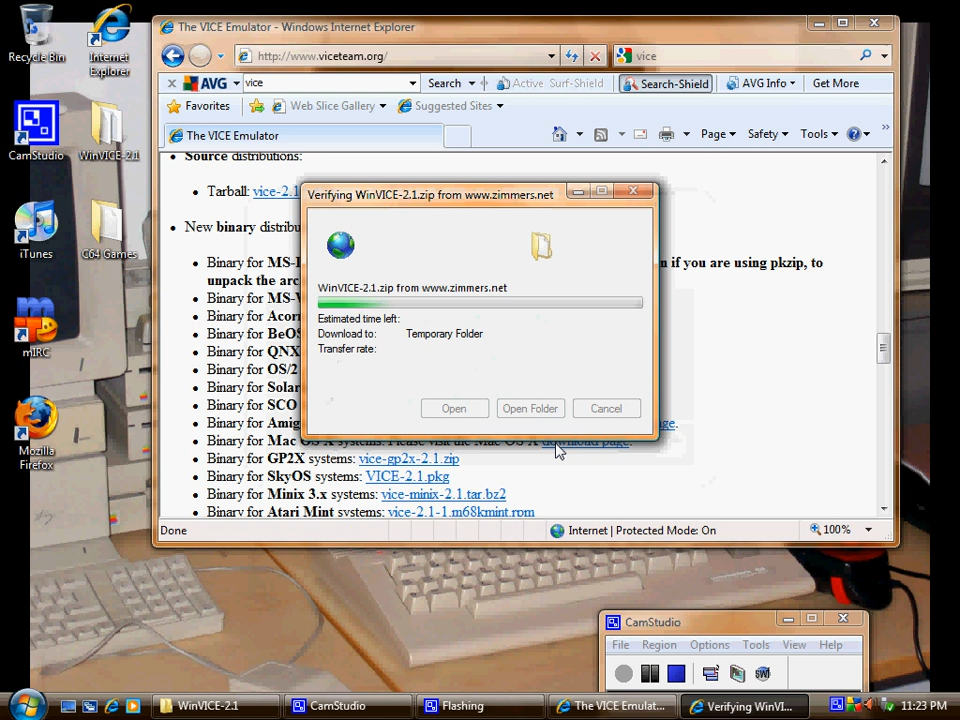 Recycle Bin
Internet Explorer
CamStudio
WinVICE-2.1
iTunes
C64 Games
mIRC
Mozilla Firefox
The VICE Emulator - Windows Internet Explorer
http://www.viceteam.org/
vice
AVG
vice
Search
Active Surf-Shield
Search-Shield
AVG Info
Get More
Favorites
Web Slice Gallery
Suggested Sites
The VICE Emulator
Page
Safety
Tools
Source distributions:
Tarball: vice-2.1
New binary distribu
Binary for MS-
n if you are using pkzip, to
unpack the arc
Binary for MS-
Binary for Acorn
Binary for BeOS
Binary for QNX
Binary for OS/2
Binary for Solar
Binary for SCO
Binary for Amig
page.
Binary for Mac OS X systems: Please visit the Mac OS X download page.
Binary for GP2X systems: vice-gp2x-2.1.zip
Binary for SkyOS systems: VICE-2.1.pkg
Binary for Minix 3.x systems: vice-minix-2.1.tar.bz2
Binary for Atari Mint systems: vice-2.1-1.m68kmint.rpm
Verifying WinVICE-2.1.zip from www.zimmers.net
WinVICE-2.1.zip from www.zimmers.net
Estimated time left:
Download to: Temporary Folder
Transfer rate:
Open
Open Folder
Cancel
Done
Internet | Protected Mode: On
100%
CamStudio
File Region Options Tools View Help
WinVICE-2.1
CamStudio
Flashing
The VICE Emulat...
Verifying WinVI...
11:23 PM